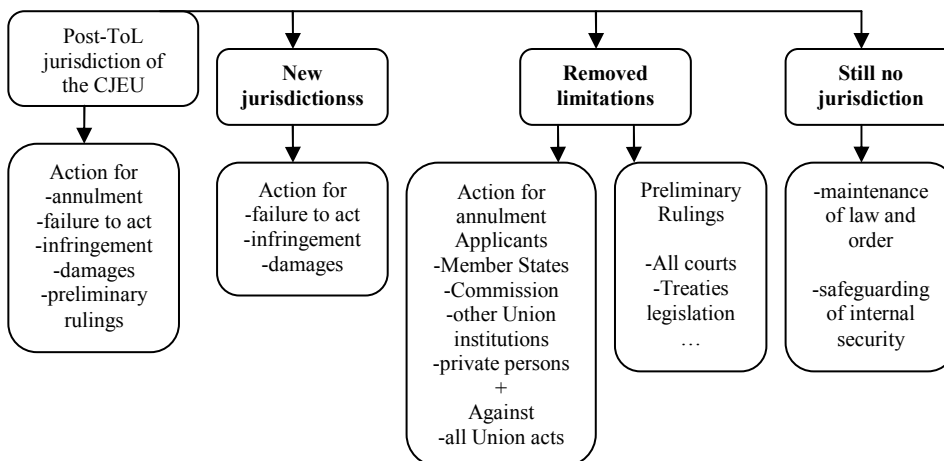 Post-ToL
jurisdiction of
the CJEU
New
jurisdictionss
Removed
limitations
Still no
jurisdiction
Action for
-annulment
-failure to act
-infringement
-damages
-preliminary
rulings
Action for
-failure to act
-infringement
-damages
Action for
annulment
Applicants
-Member States
-Commission
-other Union
institutions
-private persons
+
Against
-all Union acts
Preliminary
Rulings
-All courts
-Treaties
legislation
…
-maintenance
of law and
order
-safeguarding
of internal
security